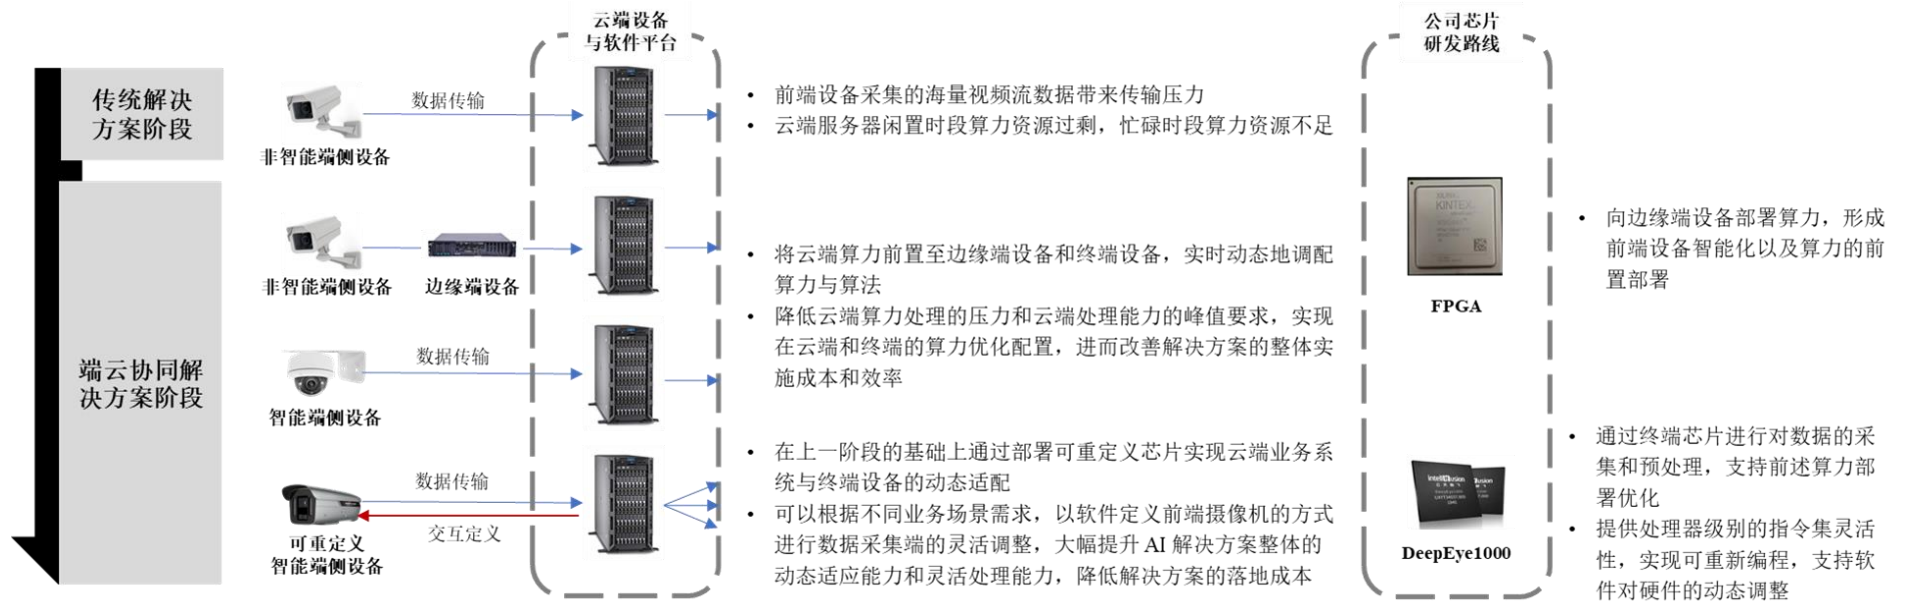 云端设备
与软件平台
公司芯片
研发路线
传统解决
方案阶段
数据传输
非智能端侧设备
• 前端设备采集的海量视频流数据带来传输压力
• 云端服务器闲置时段算力资源过剩，忙碌时段算力资源不足
端云协同解
决方案阶段
非智能端侧设备
边缘端设备
数据传输
智能端侧设备
• 将云端算力前置至边缘端设备和终端设备，实时动态地调配
算力与算法
• 降低云端算力处理的压力和云端处理能力的峰值要求，实现
在云端和终端的算力优化配置，进而改善解决方案的整体实
施成本和效率
KINTEX
FPGA
• 向边缘端设备部署算力，形成
前端设备智能化以及算力的前
置部署
数据传输
交互定义
可重定义
智能端侧设备
• 在上一阶段的基础上通过部署可重定义芯片实现云端业务系
统与终端设备的动态适配
• 可以根据不同业务场景需求，以软件定义前端摄像机的方式
进行数据采集端的灵活调整，大幅提升 AI 解决方案整体的
动态适应能力和灵活处理能力，降低解决方案的落地成本
intellifusion
DeepEye1000
• 通过终端芯片进行对数据的采
集和预处理，支持前述算力部
署优化
• 提供处理器级别的指令集灵活
性，实现可重新编程，支持软
件对硬件的动态调整